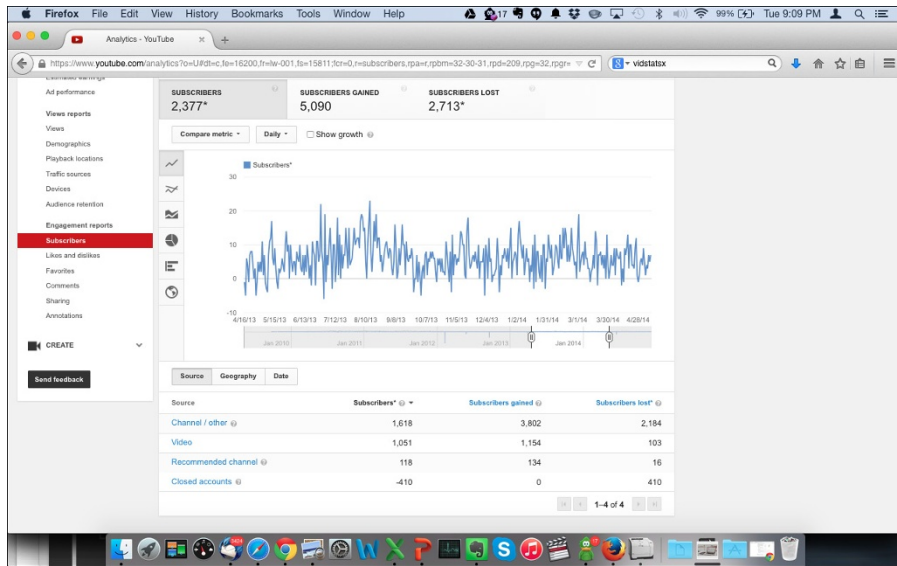 Firefox File Edit View History Bookmarks Tools Window Help 17 99% Tue 9:09 PM
Analytics - YouTube
https://www.youtube.com/analytics?o=U#dt=c,fe=16200,fr=lw-001,fs=15811;fcr=0,r=subscribers,rpa=r,rpbm=32-30-31,rpd=209,rpg=32,rpgr= vidstatsx
Estimated earnings
Ad performance
Views reports
Views
Demographics
Playback locations
Traffic sources
Devices
Audience retention
Engagement reports
Subscribers
Likes and dislikes
Favorites
Comments
Sharing
Annotations
CREATE
Send feedback
SUBSCRIBERS SUBSCRIBERS GAINED SUBSCRIBERS LOST
2,377* 5,090 2,713*
Compare metric Daily Show growth
Subscribers*
30
20
10
0
-10
4/16/13 5/15/13 6/13/13 7/12/13 8/10/13 9/8/13 10/7/13 11/5/13 12/4/13 1/2/14 1/31/14 3/1/14 3/30/14 4/28/14
Jan 2010 Jan 2011 Jan 2012 Jan 2013 Jan 2014
Source Geography Date
Source Subscribers* Subscribers gained Subscribers lost*
Channel / other 1,618 3,802 2,184
Video 1,051 1,154 103
Recommended channel 118 134 16
Closed accounts -410 0 410
1–4 of 4